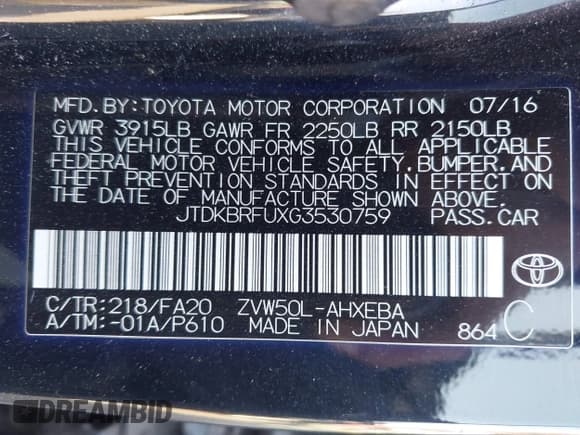 MFD.BY:TOYOTA MOTOR CORPORATION 07/16
GVWR 3915LB GAWR FR 2250LB RR 2150LB
THIS VEHICLE CONFORMS TO ALL APPLICABLE
FEDERAL MOTOR VEHICLE SAFETY,BUMPER,AND
THEFT PREVENTION STANDARDS IN EFFECT ON
THE DATE OF MANUFACTURE SHOWN ABOVE.
JTDKBRFUXG3530759 PASS.CAR
C/TR:218/FA20 ZVW50L-AHXEBA
A/TM:-01A/P610 MADE IN JAPAN 864 C
DREAMBID